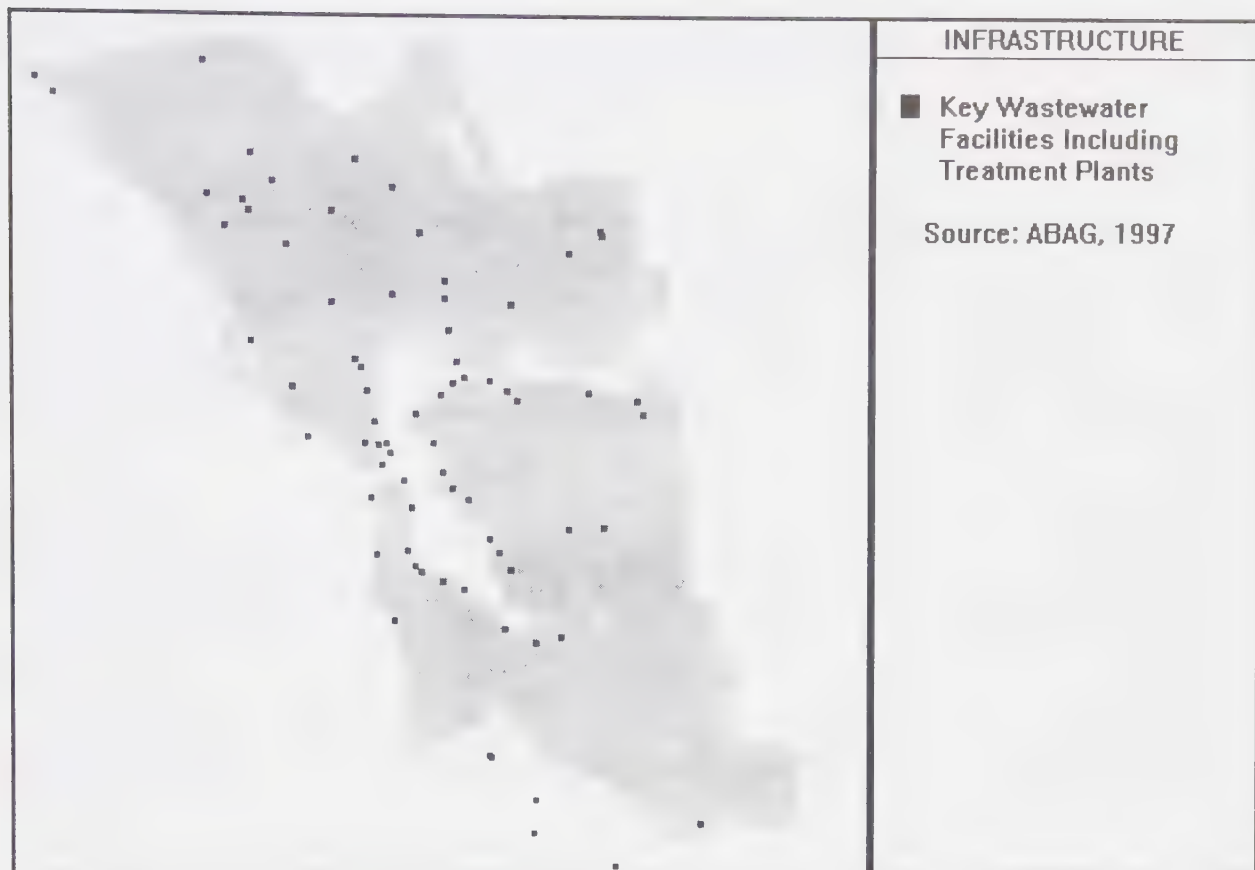 INFRASTRUCTURE
Key Wastewater
Facilities Including
Treatment Plants
Source: ABAG, 1997